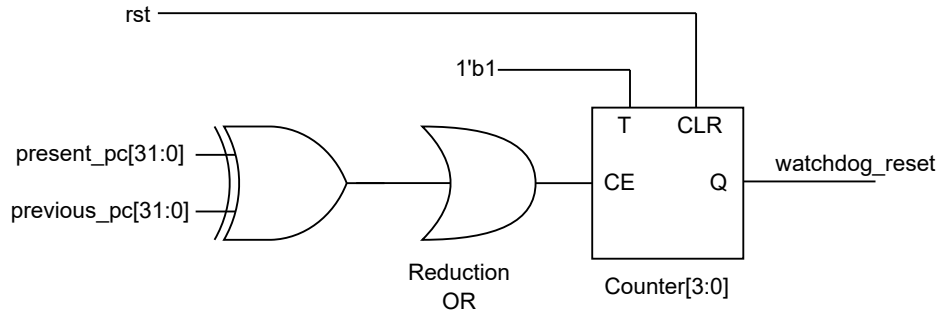 rst
1'b1
T
CLR
present_pc[31:0]
watchdog_reset
CE
Q
previous_pc[31:0]
Reduction
OR
Counter[3:0]